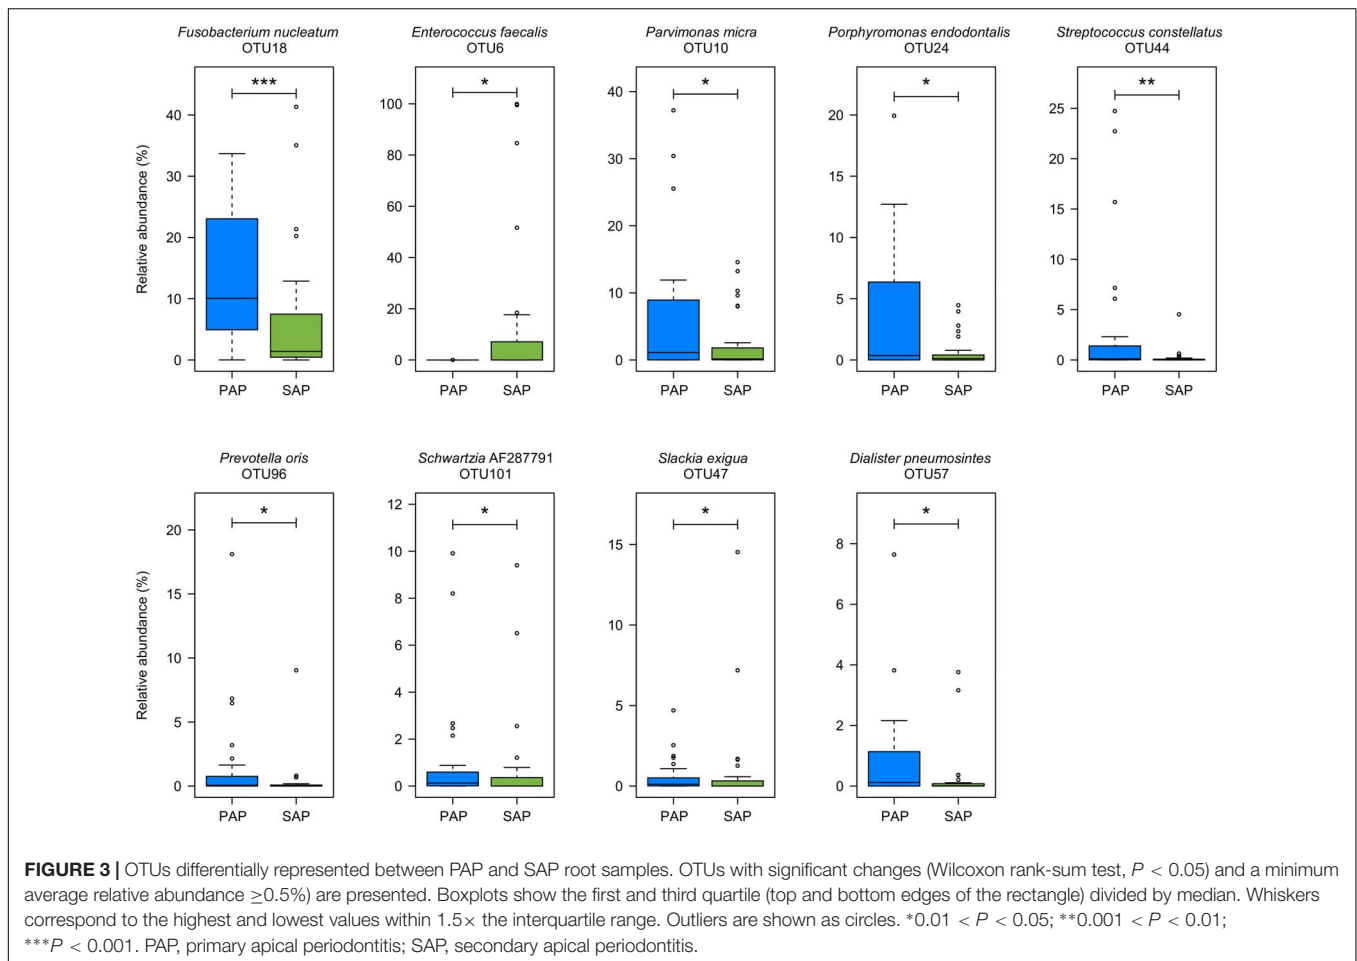 Fusobacterium nucleatum
OTU18
Enterococcus faecalis
OTU6
Parvimonas micra
OTU10
Porphyromonas endodontalis
OTU24
Streptococcus constellatus
OTU44
Relative abundance (%)
40
30
20
10
0
***
PAP SAP
100
80
60
40
20
0
*
PAP SAP
40
30
20
10
0
*
PAP SAP
20
15
10
5
0
*
PAP SAP
25
20
15
10
5
0
**
PAP SAP
Prevotella oris
OTU96
Schwartzia AF287791
OTU101
Slackia exigua
OTU47
Dialister pneumosintes
OTU57
Relative abundance (%)
20
15
10
5
0
*
PAP SAP
12
10
8
6
4
2
0
*
PAP SAP
15
10
5
0
*
PAP SAP
8
6
4
2
0
*
PAP SAP
FIGURE 3 | OTUs differentially represented between PAP and SAP root samples. OTUs with significant changes (Wilcoxon rank-sum test, P < 0.05) and a minimum
average relative abundance ≥0.5%) are presented. Boxplots show the first and third quartile (top and bottom edges of the rectangle) divided by median. Whiskers
correspond to the highest and lowest values within 1.5× the interquartile range. Outliers are shown as circles. *0.01 < P < 0.05; **0.001 < P < 0.01;
***P < 0.001. PAP, primary apical periodontitis; SAP, secondary apical periodontitis.